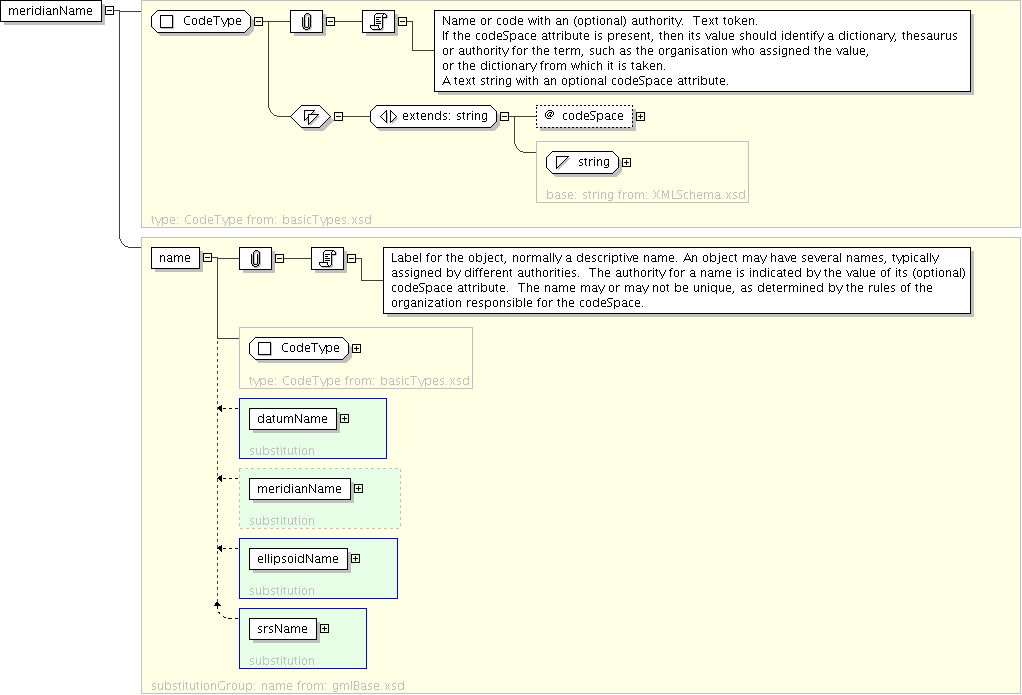 meridianName
CodeType
Name or code with an (optional) authority.  Text token.
If the codeSpace attribute is present, then its value should identify a dictionary, thesaurus
or authority for the term, such as the organisation who assigned the value,
or the dictionary from which it is taken.
A text string with an optional codeSpace attribute.
extends: string
@ codeSpace
string
base: string from: XMLSchema.xsd
type: CodeType from: basicTypes.xsd
name
Label for the object, normally a descriptive name. An object may have several names, typically
assigned by different authorities.  The authority for a name is indicated by the value of its (optional)
codeSpace attribute.  The name may or may not be unique, as determined by the rules of the
organization responsible for the codeSpace.
CodeType
type: CodeType from: basicTypes.xsd
datumName
substitution
meridianName
substitution
ellipsoidName
substitution
srsName
substitution
substitutionGroup: name from: gmlBase.xsd